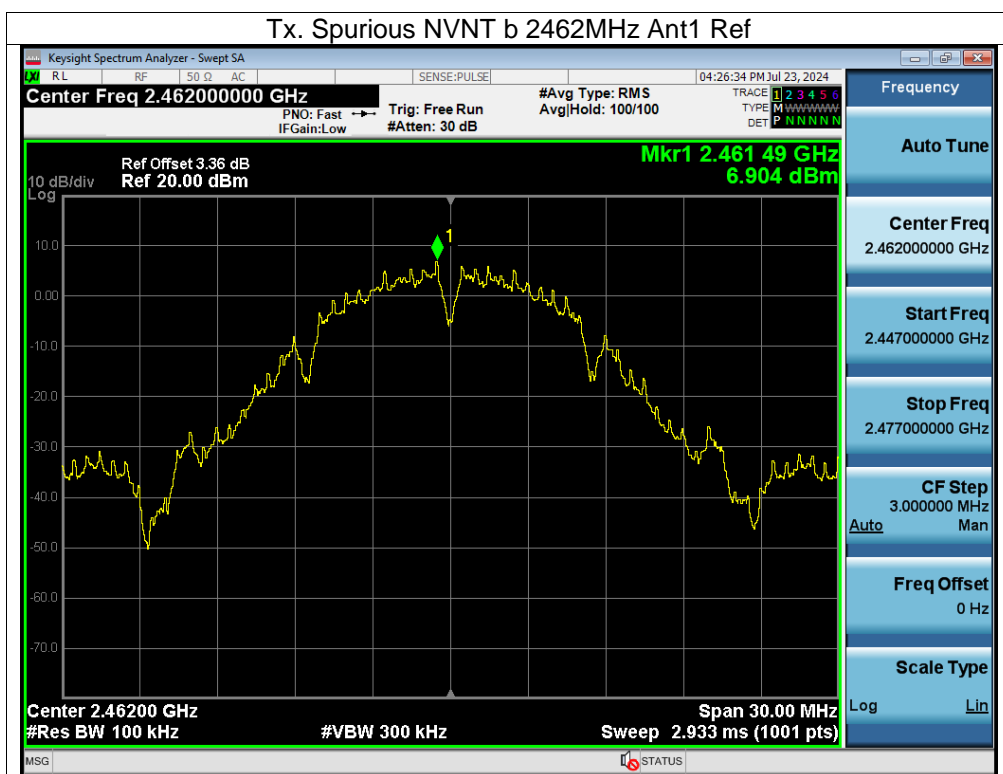 Tx. Spurious NVNT b 2462MHz Ant1 Ref
Keysight Spectrum Analyzer - Swept SA
LXI RL RF 50 Ω AC SENSE:PULSE 04:26:34 PM Jul 23, 2024
Center Freq 2.462000000 GHz #Avg Type: RMS TRACE 1 2 3 4 5 6
PNO: Fast Trig: Free Run Avg|Hold: 100/100 TYPE M W W W W W
IFGain:Low #Atten: 30 dB DET P N N N N N
Mkr1 2.461 49 GHz
6.904 dBm
Ref Offset 3.36 dB
10 dB/div Ref 20.00 dBm
Log
1
10.0
0.00
-10.0
-20.0
-30.0
-40.0
-50.0
-60.0
-70.0
Center 2.46200 GHz Span 30.00 MHz
#Res BW 100 kHz #VBW 300 kHz Sweep 2.933 ms (1001 pts)
MSG STATUS
Frequency
Auto Tune
Center Freq
2.462000000 GHz
Start Freq
2.447000000 GHz
Stop Freq
2.477000000 GHz
CF Step
3.000000 MHz
Auto Man
Freq Offset
0 Hz
Scale Type
Log Lin